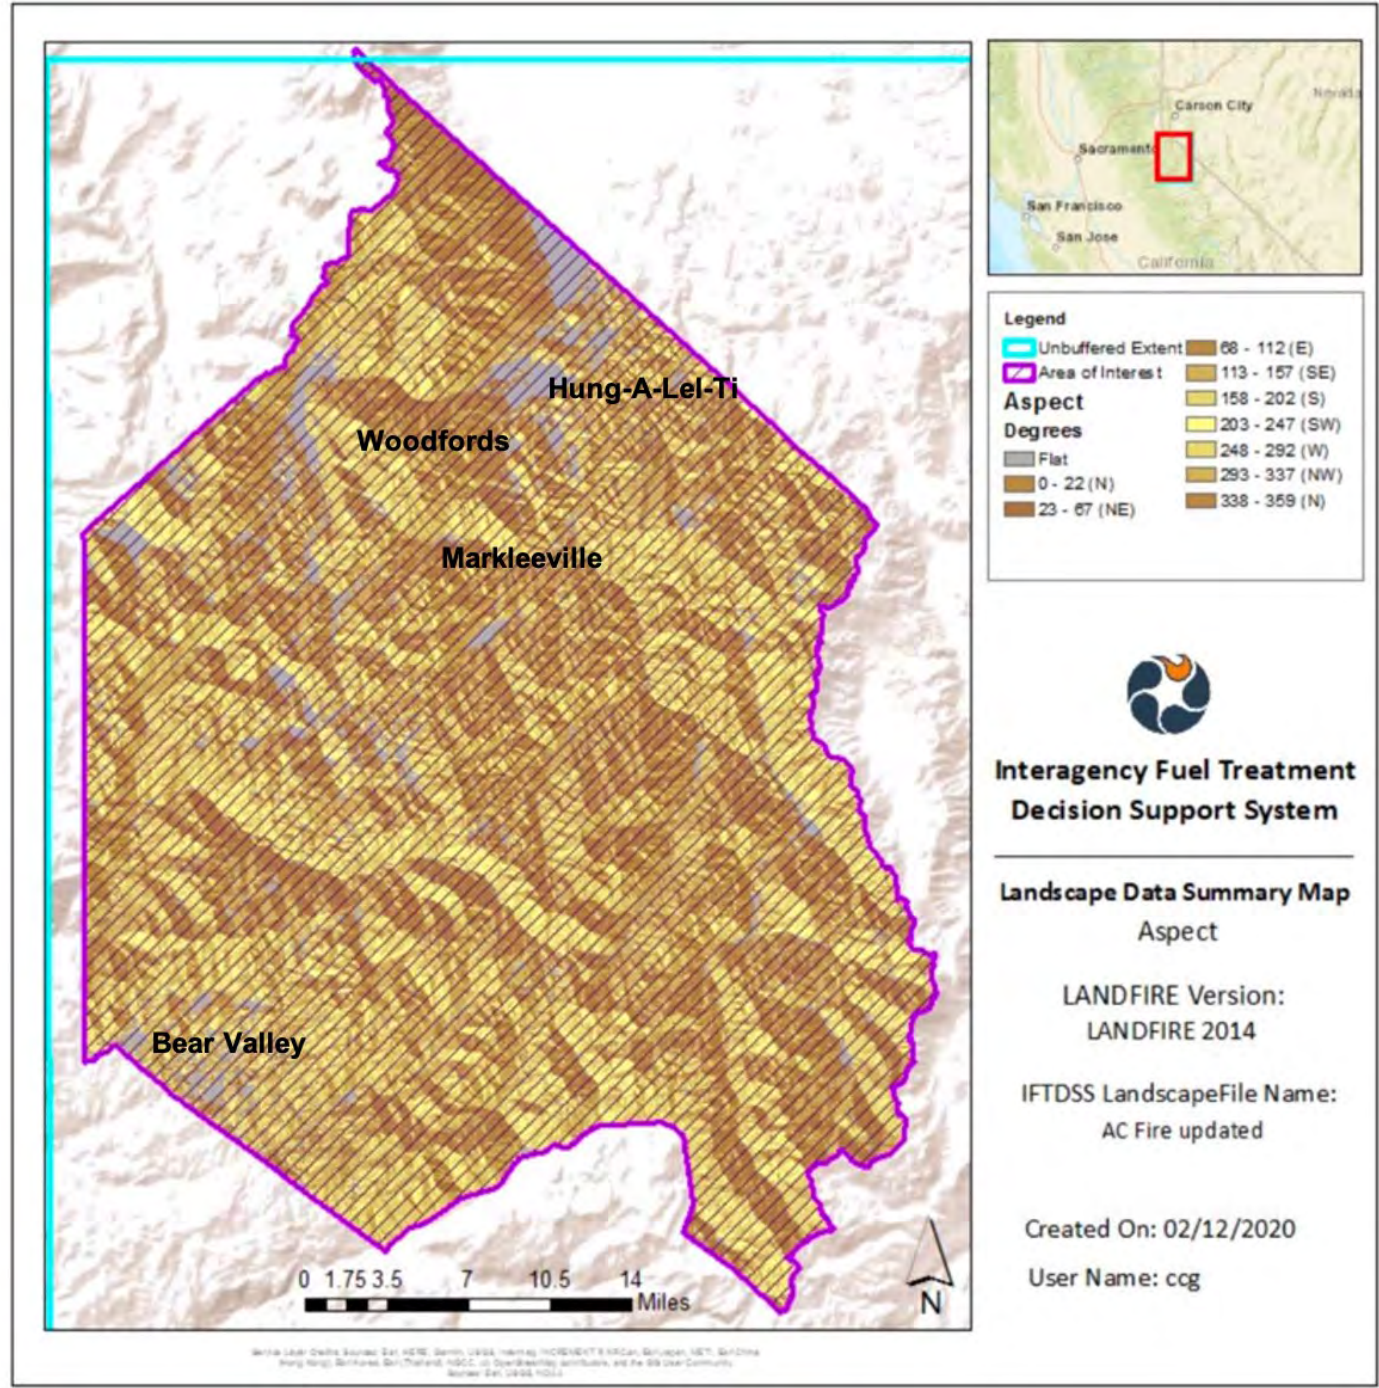 Hung-A-Lel-Ti
Woodfords
Markleeville
Bear Valley
0 1.75 3.5 7 10.5 14
Miles
N
Carson City
Nevada
Sacramento
San Francisco
San Jose
California
Legend
Unbuffered Extent
Area of Interest
Aspect
Degrees
Flat
0 - 22 (N)
23 - 67 (NE)
68 - 112 (E)
113 - 157 (SE)
158 - 202 (S)
203 - 247 (SW)
248 - 292 (W)
293 - 337 (NW)
338 - 359 (N)
Interagency Fuel Treatment
Decision Support System
Landscape Data Summary Map
Aspect
LANDFIRE Version:
LANDFIRE 2014
IFTDSS LandscapeFile Name:
AC Fire updated
Created On: 02/12/2020
User Name: ccg